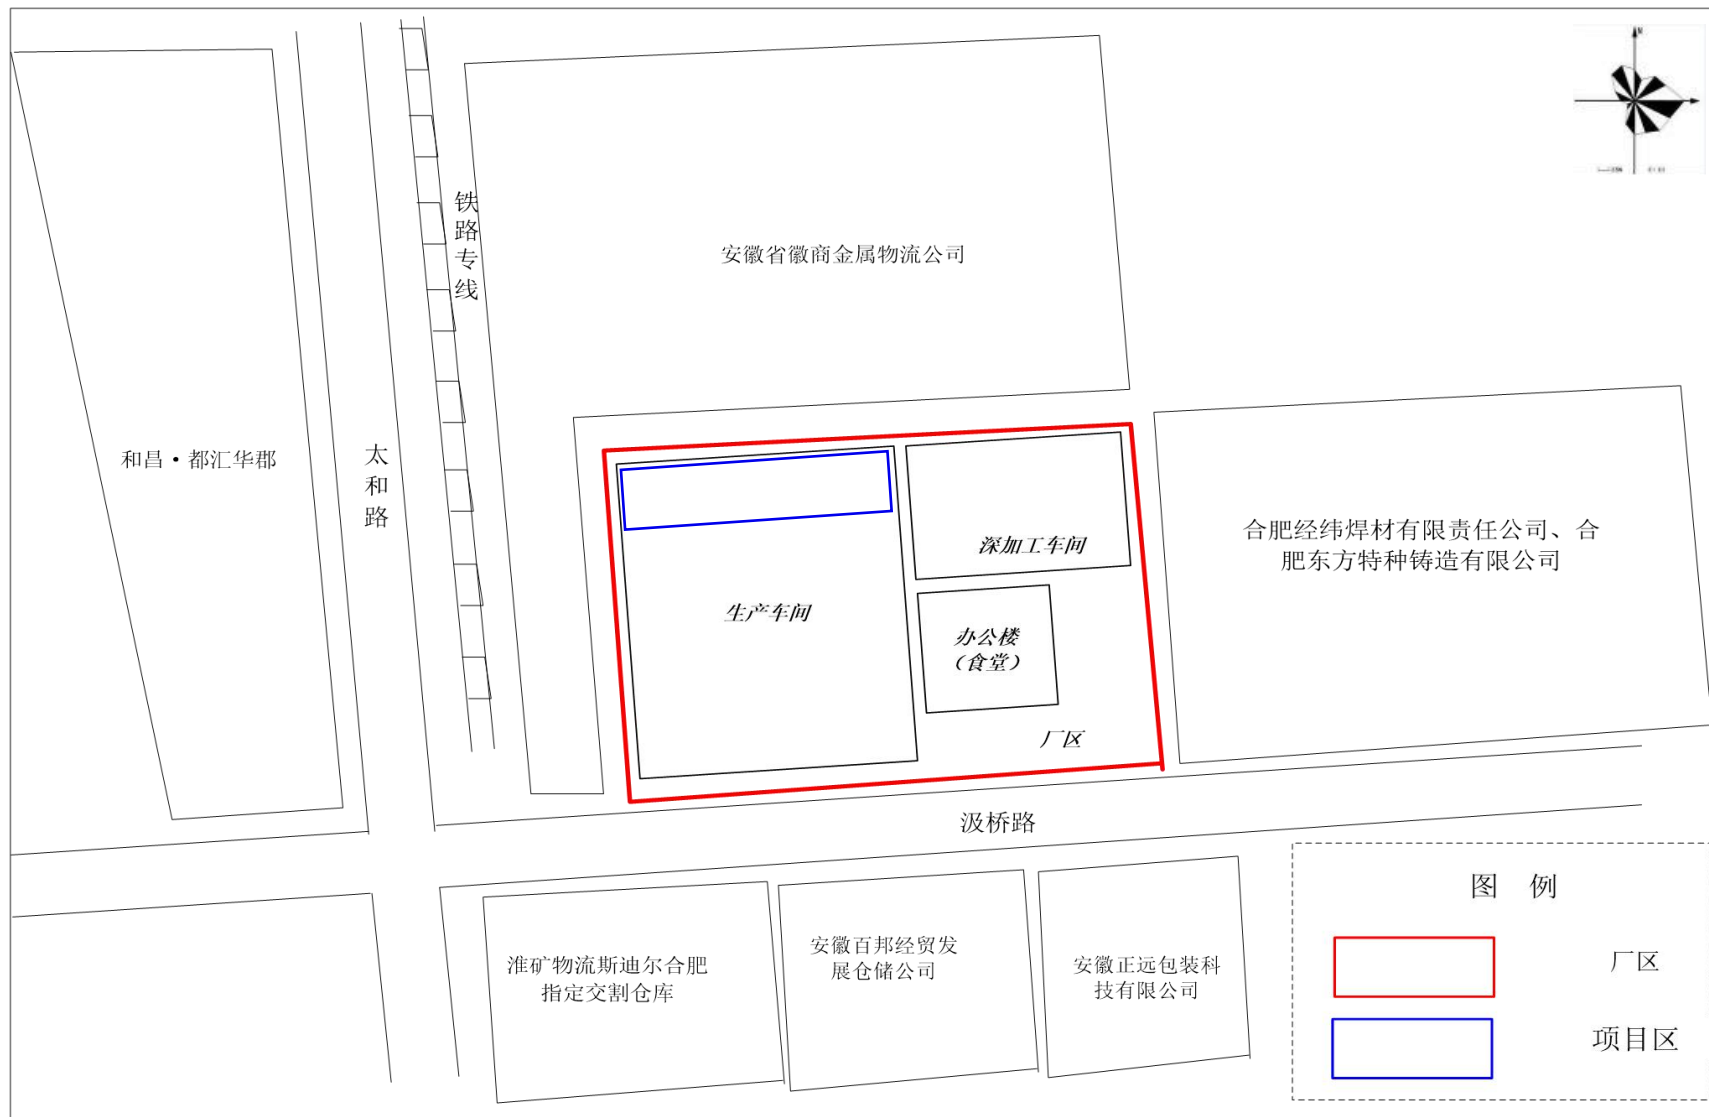 N
铁路专线
安徽省徽商金属物流公司
和昌·都汇华郡
太和路
深加工车间
合肥经纬焊材有限责任公司、合
肥东方特种铸造有限公司
生产车间
办公楼
（食堂）
厂区
汲桥路
图 例
淮矿物流斯迪尔合肥
指定交割仓库
安徽百邦经贸发
展仓储公司
安徽正远包装科
技有限公司
厂区
项目区